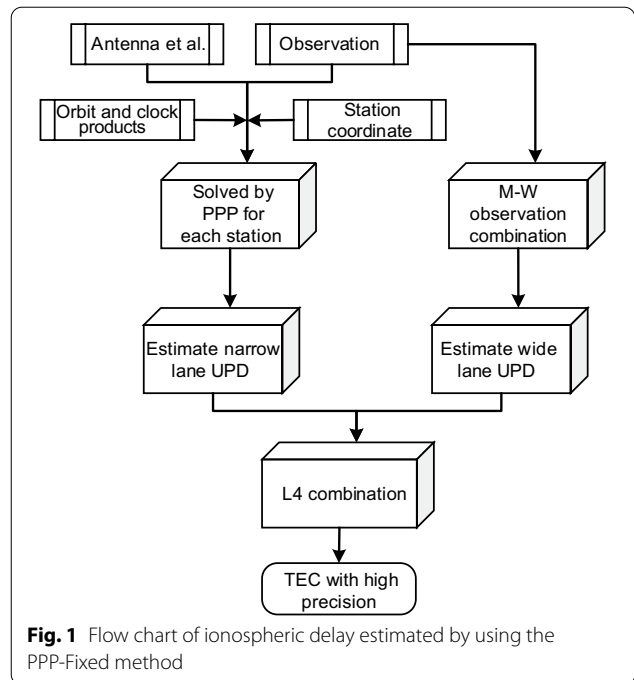 Antenna et al.
Observation
Orbit and clock
products
Station
coordinate
Solved by
PPP for
each station
M-W
observation
combination
Estimate narrow
lane UPD
Estimate wide
lane UPD
L4 combination
TEC with high
precision
Fig. 1 Flow chart of ionospheric delay estimated by using the
PPP-Fixed method